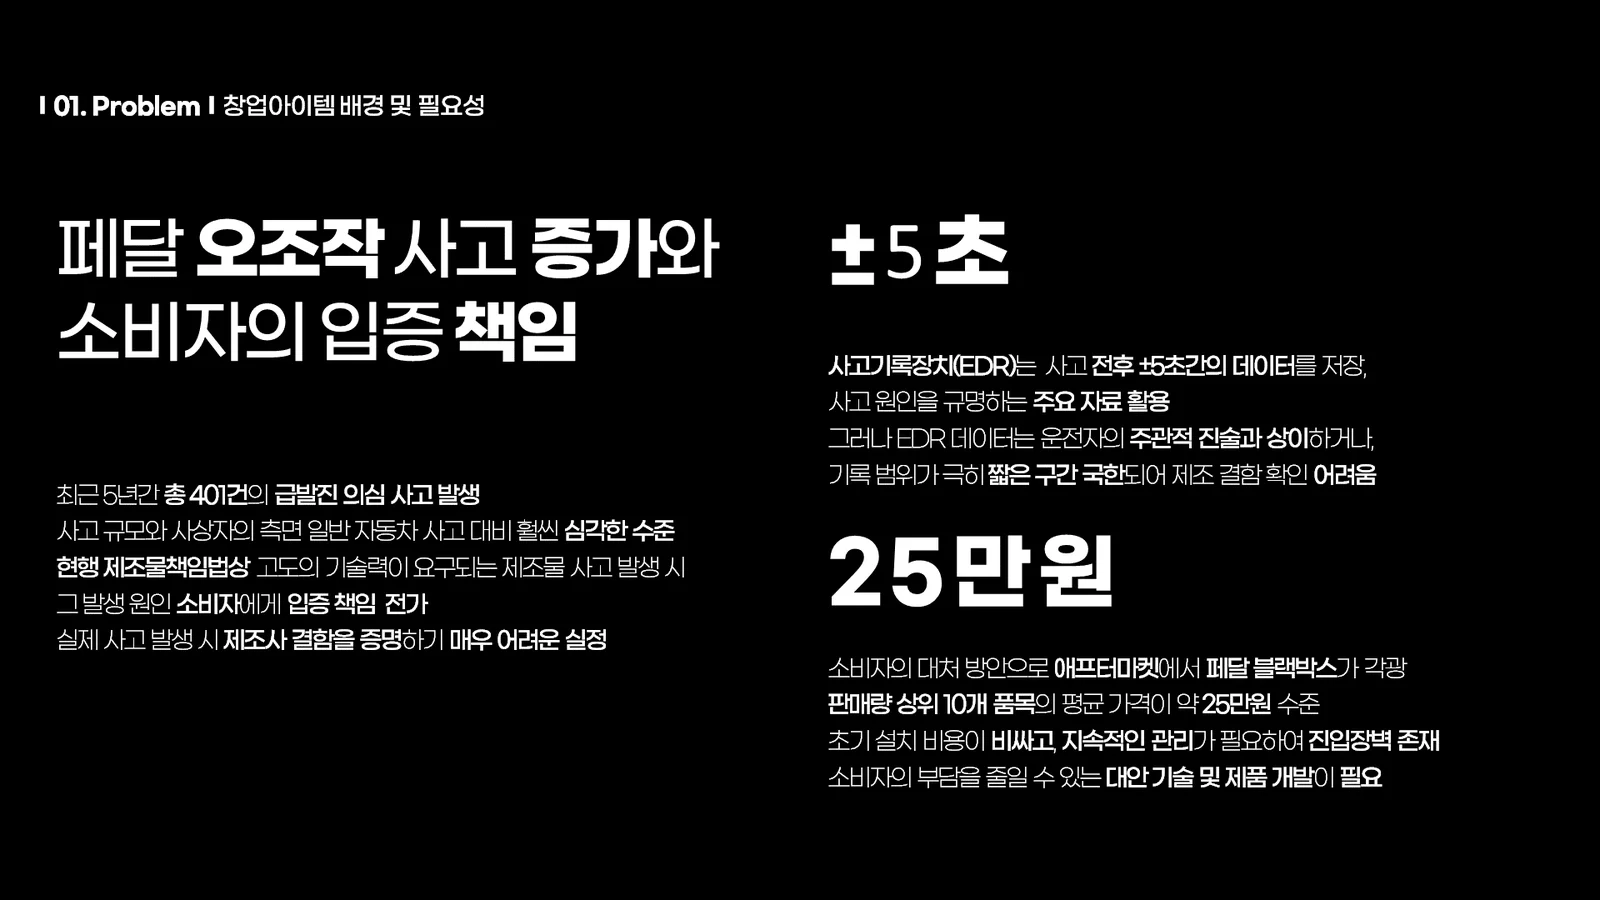 | 01. Problem | 창업아이템 배경 및 필요성
페달 오조작 사고 증가와
소비자의 입증 책임
최근 5년간 총 401건의 급발진 의심 사고 발생
사고 규모와 사상자의 측면 일반 자동차 사고 대비 훨씬 심각한 수준
현행 제조물책임법상 고도의 기술력이 요구되는 제조물 사고 발생 시
그 발생 원인 소비자에게 입증 책임 전가
실제 사고 발생 시 제조사 결함을 증명하기 매우 어려운 실정
±5초
사고기록장치(EDR)는 사고 전후 ±5초간의 데이터를 저장,
사고 원인을 규명하는 주요 자료 활용
그러나 EDR 데이터는 운전자의 주관적 진술과 상이하거나,
기록 범위가 극히 짧은 구간 국한되어 제조 결함 확인 어려움
25만원
소비자의 대처 방안으로 애프터마켓에서 페달 블랙박스가 각광
판매량 상위 10개 품목의 평균 가격이 약 25만원 수준
초기 설치 비용이 비싸고, 지속적인 관리가 필요하여 진입장벽 존재
소비자의 부담을 줄일 수 있는 대안 기술 및 제품 개발이 필요